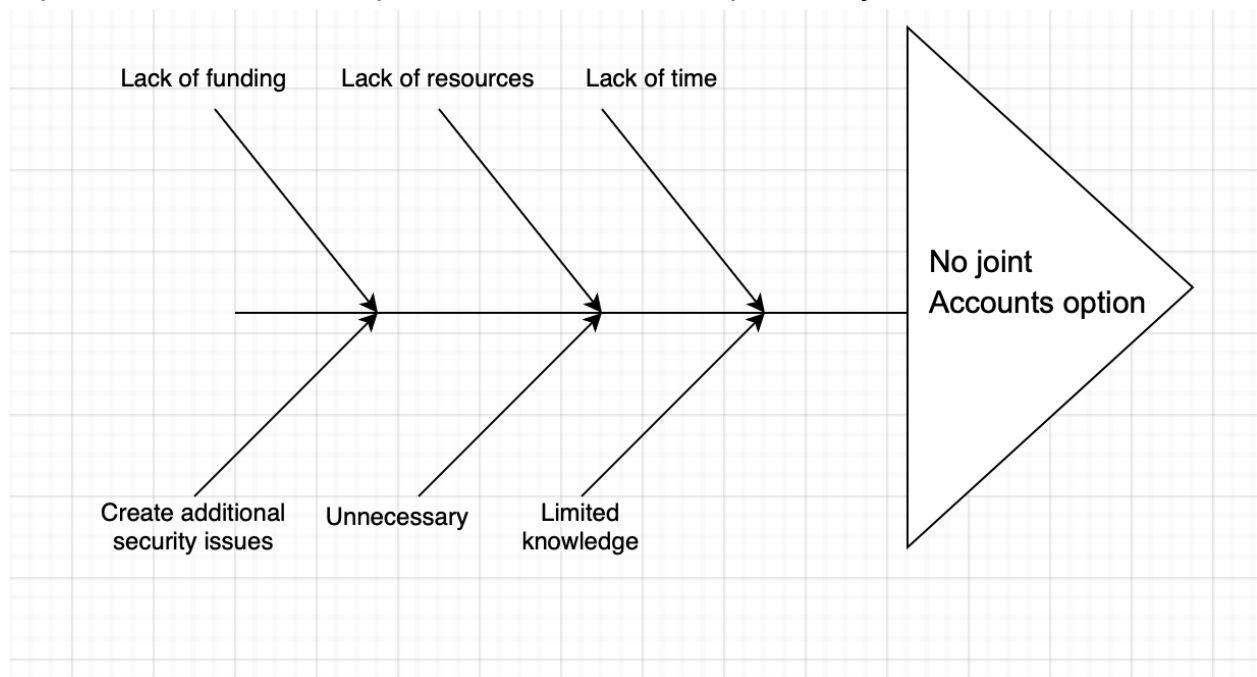 Lack of funding
Lack of resources
Lack of time
No joint
Accounts option
Create additional
security issues
Unnecessary
Limited
knowledge